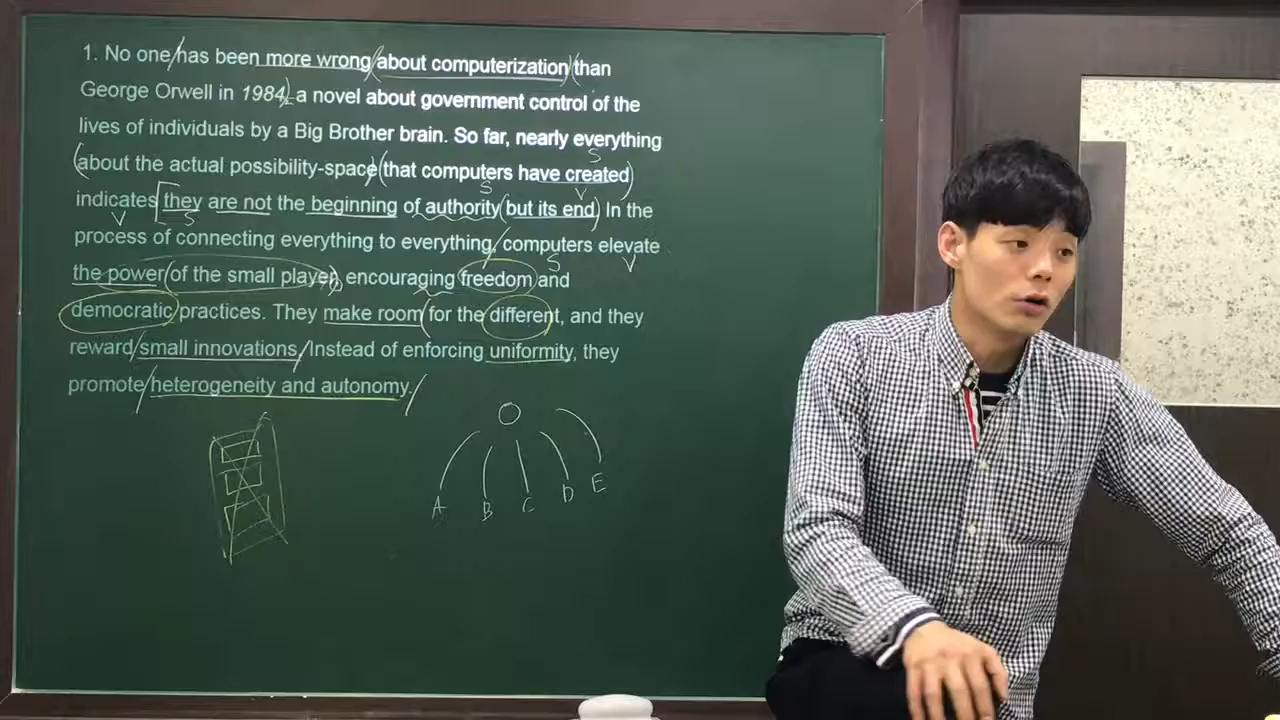 1. No one has been more wrong about computerization than
George Orwell in 1984, a novel about government control of the
lives of individuals by a Big Brother brain. So far, nearly everything
about the actual possibility-space that computers have created
S
indicates they are not the beginning of authority but its end. In the
S V
V S
process of connecting everything to everything, computers elevate
S V
the power of the small player, encouraging freedom and
democratic practices. They make room for the different, and they
reward small innovations. Instead of enforcing uniformity, they
promote heterogeneity and autonomy.
A B C D E